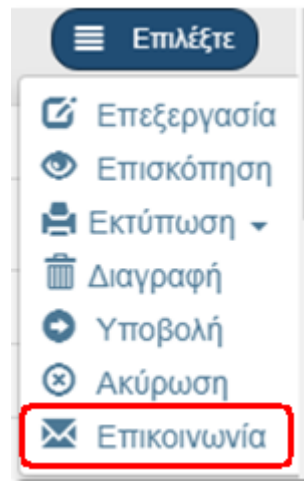 Επιλέξτε
Επεξεργασία
Επισκόπηση
Εκτύπωση
Διαγραφή
Υποβολή
Ακύρωση
Επικοινωνία